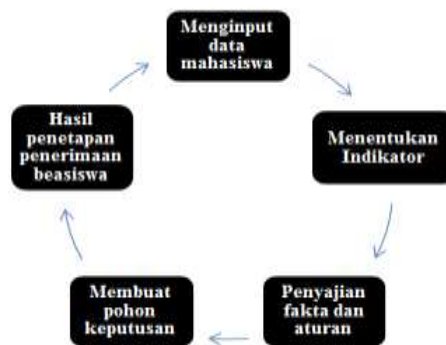 Menginput
data
mahasiswa
Menentukan
Indikator
Penyajian
fakta dan
aturan
Membuat
pohon
keputusan
Hasil
penetapan
penerimaan
beasiswa